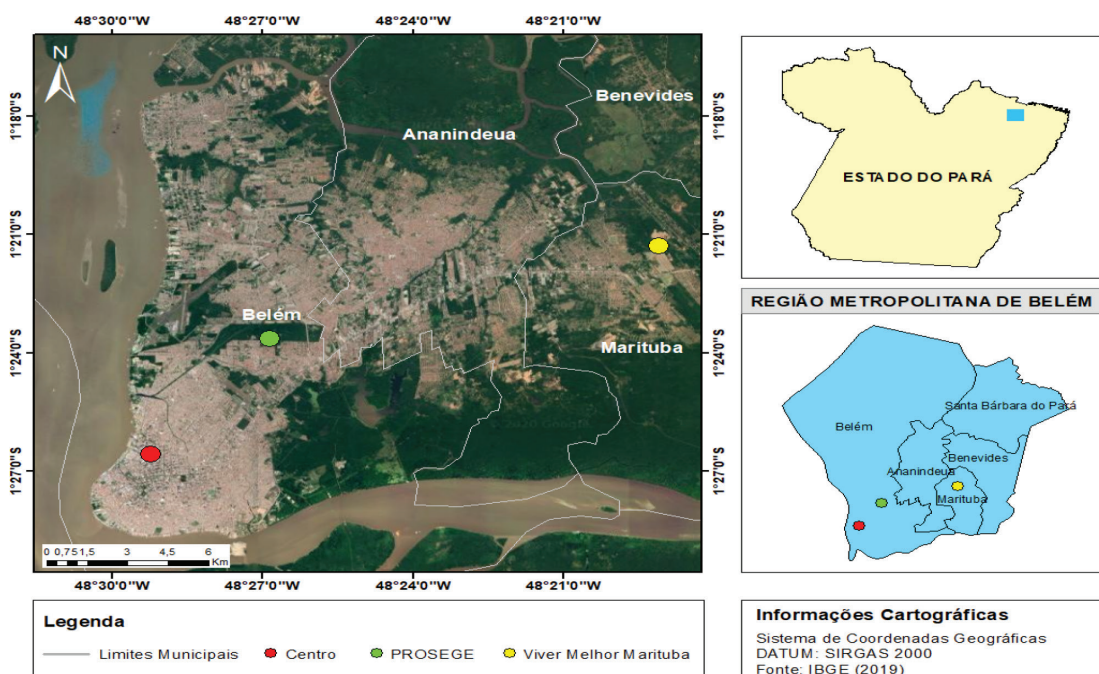 48°30'0"W 48°27'0"W 48°24'0"W 48°21'0"W
N
Benevides
Ananindeua
1°18'0"S
1°18'0"S
ESTADO DO PARÁ
1°21'0"S
1°21'0"S
REGIÃO METROPOLITANA DE BELÉM
Belém
Marituba
1°24'0"S
1°24'0"S
Santa Bárbara do Pará
Belém
Benevides
Ananindeua
Marituba
1°27'0"S
1°27'0"S
0 0,75 1,5 3 4,5 6
Km
48°30'0"W 48°27'0"W 48°24'0"W 48°21'0"W
Legenda
Limites Municipais Centro PROSEGE Viver Melhor Marituba
Informações Cartográficas
Sistema de Coordenadas Geográficas
DATUM: SIRGAS 2000
Fonte: IBGE (2019)